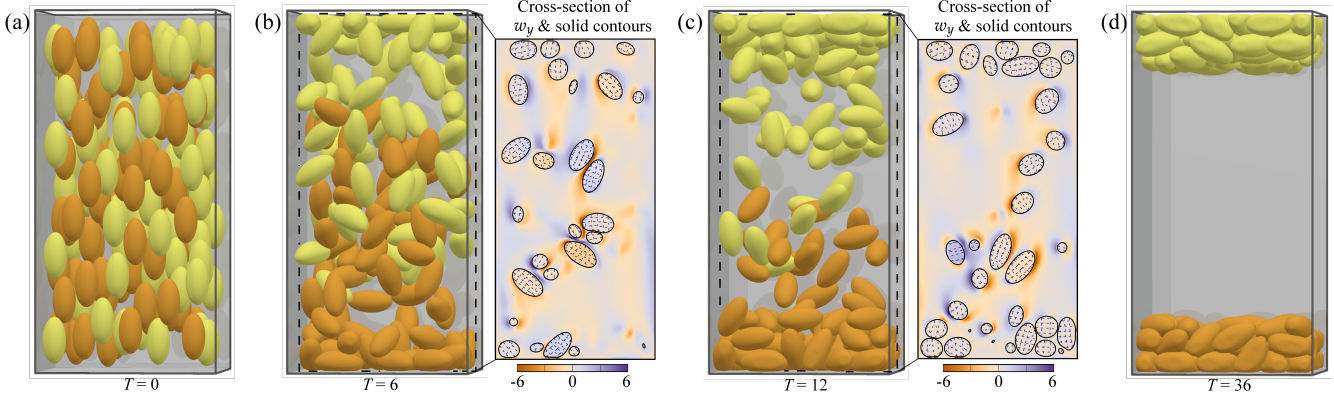 (a)
T = 0
(b)
T = 6
Cross-section of
w_y & solid contours
-6 0 6
(c)
T = 12
Cross-section of
w_y & solid contours
-6 0 6
(d)
T = 36